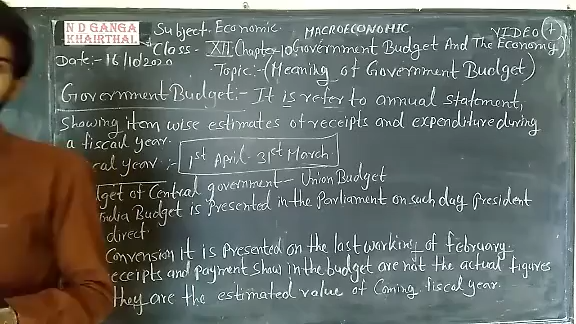 N D GANGA
KHAIRTHAL
Subject. Economic
MACROECONOMIC
VIDEO
Class - XII Chapter-10 Government Budget And The Economy
Date:- 16/10/2020
Topic:- (Meaning of Government Budget)
Government Budget:- It is refer to annual statement,
Showing item wise estimates of receipts and expenditure during
a fiscal year.
cal year :- 1st April - 31st March
dget of Central government - Union Budget
ndia Budget is presented in the Parliament on such day president
direct.
Convension it is presented on the last working of february.
receipts and payment show in the budget are not the actual figures
they are the estimated value of Coming fiscal year.